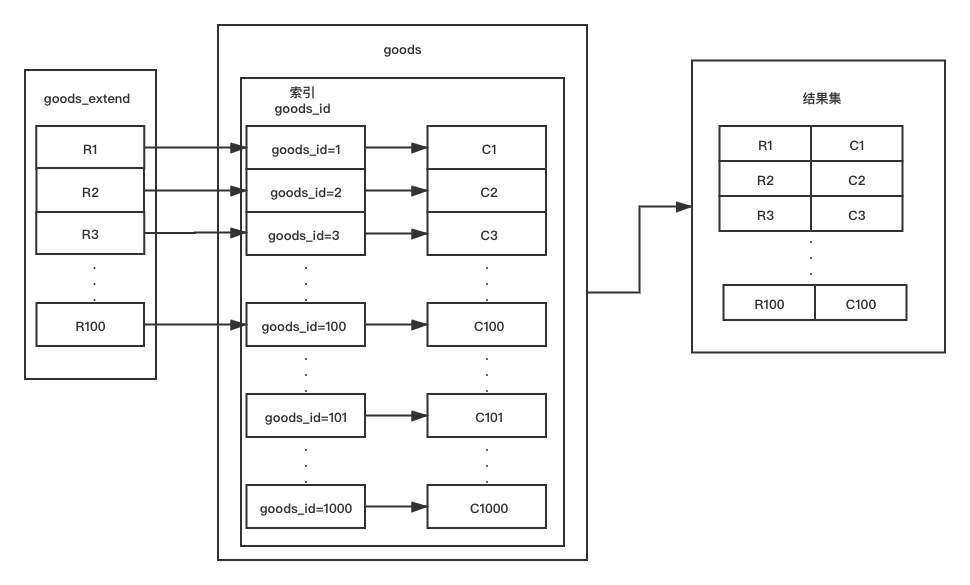 goods_extend
R1
R2
R3
R100
goods
索引
goods_id
goods_id=1
C1
goods_id=2
C2
goods_id=3
C3
goods_id=100
C100
goods_id=101
C101
goods_id=1000
C1000
结果集
R1 C1
R2 C2
R3 C3
R100 C100